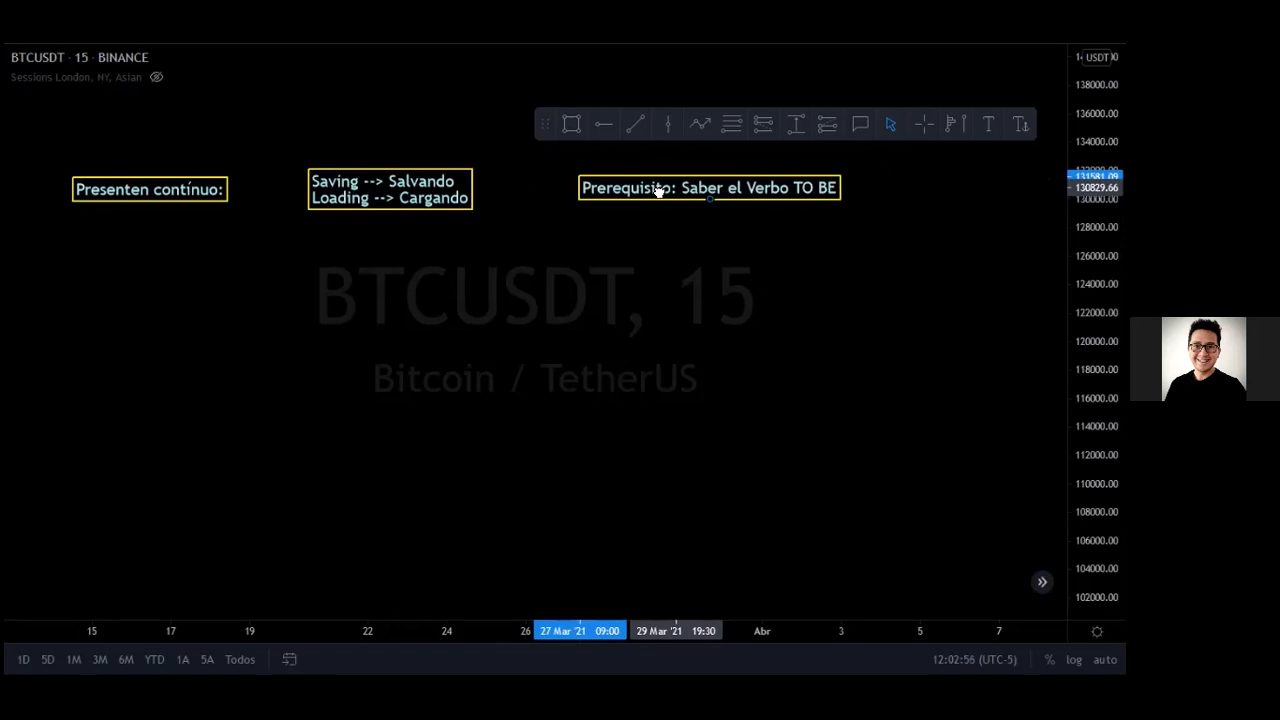 BTCUSDT · 15 · BINANCE
Sessions London, NY, Asian
USDT
138000.00
136000.00
134000.00
Presenten contínuo:
Saving --> Salvando
Loading --> Cargando
Prerequisito: Saber el Verbo TO BE
131581.09
130829.66
130000.00
128000.00
126000.00
124000.00
122000.00
120000.00
118000.00
116000.00
114000.00
112000.00
110000.00
108000.00
106000.00
104000.00
102000.00
BTCUSDT, 15
Bitcoin / TetherUS
15 17 19 22 24 26 27 Mar '21 09:00 29 Mar '21 19:30 Abr 3 5 7
1D 5D 1M 3M 6M YTD 1A 5A Todos 12:02:56 (UTC-5) % log auto